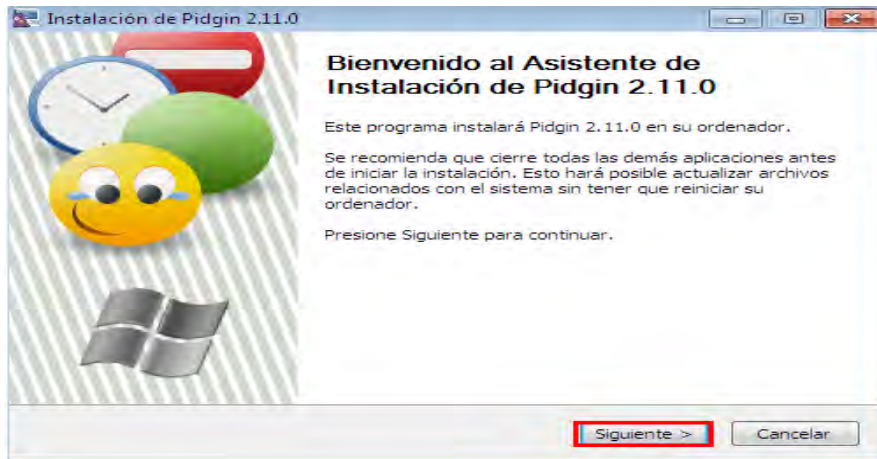 Instalación de Pidgin 2.11.0
Bienvenido al Asistente de
Instalación de Pidgin 2.11.0
Este programa instalará Pidgin 2.11.0 en su ordenador.
Se recomienda que cierre todas las demás aplicaciones antes
de iniciar la instalación. Esto hará posible actualizar archivos
relacionados con el sistema sin tener que reiniciar su
ordenador.
Presione Siguiente para continuar.
Siguiente >
Cancelar